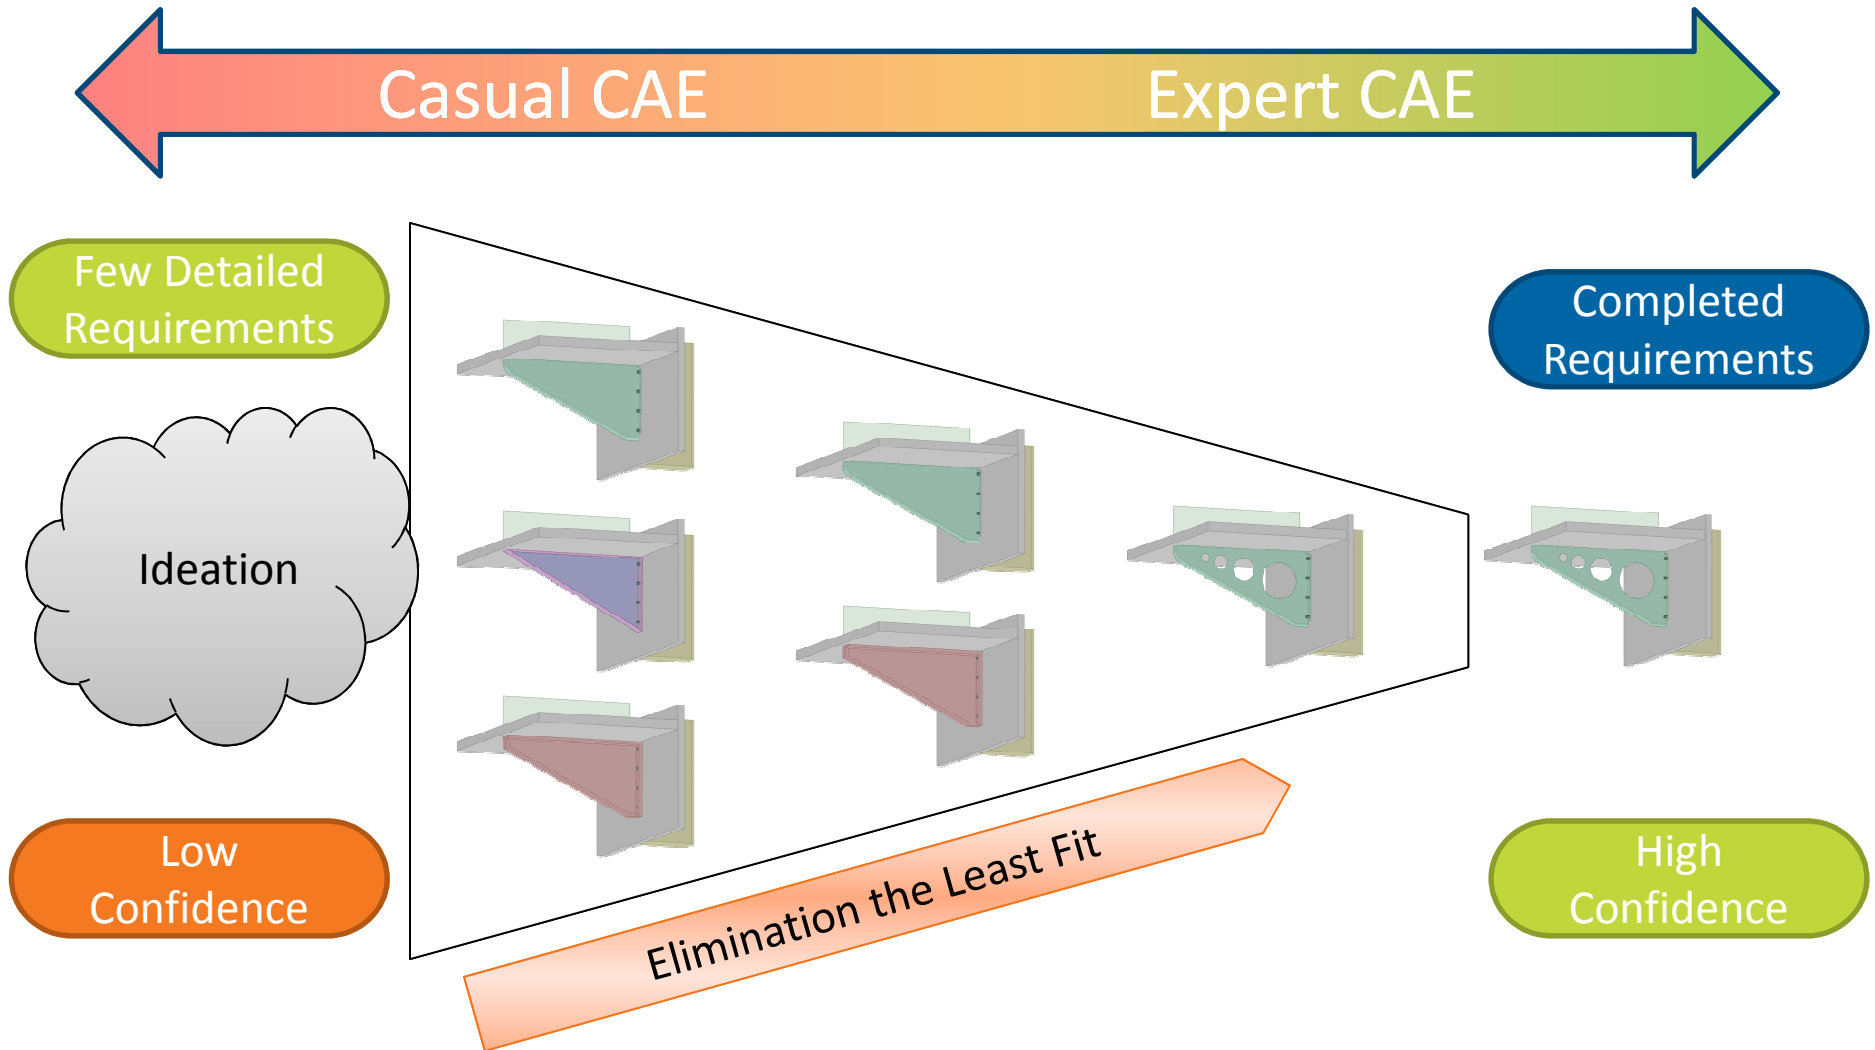 Casual CAE
Expert CAE
Few Detailed
Requirements
Completed
Requirements
Ideation
Low
Confidence
Elimination the Least Fit
High
Confidence